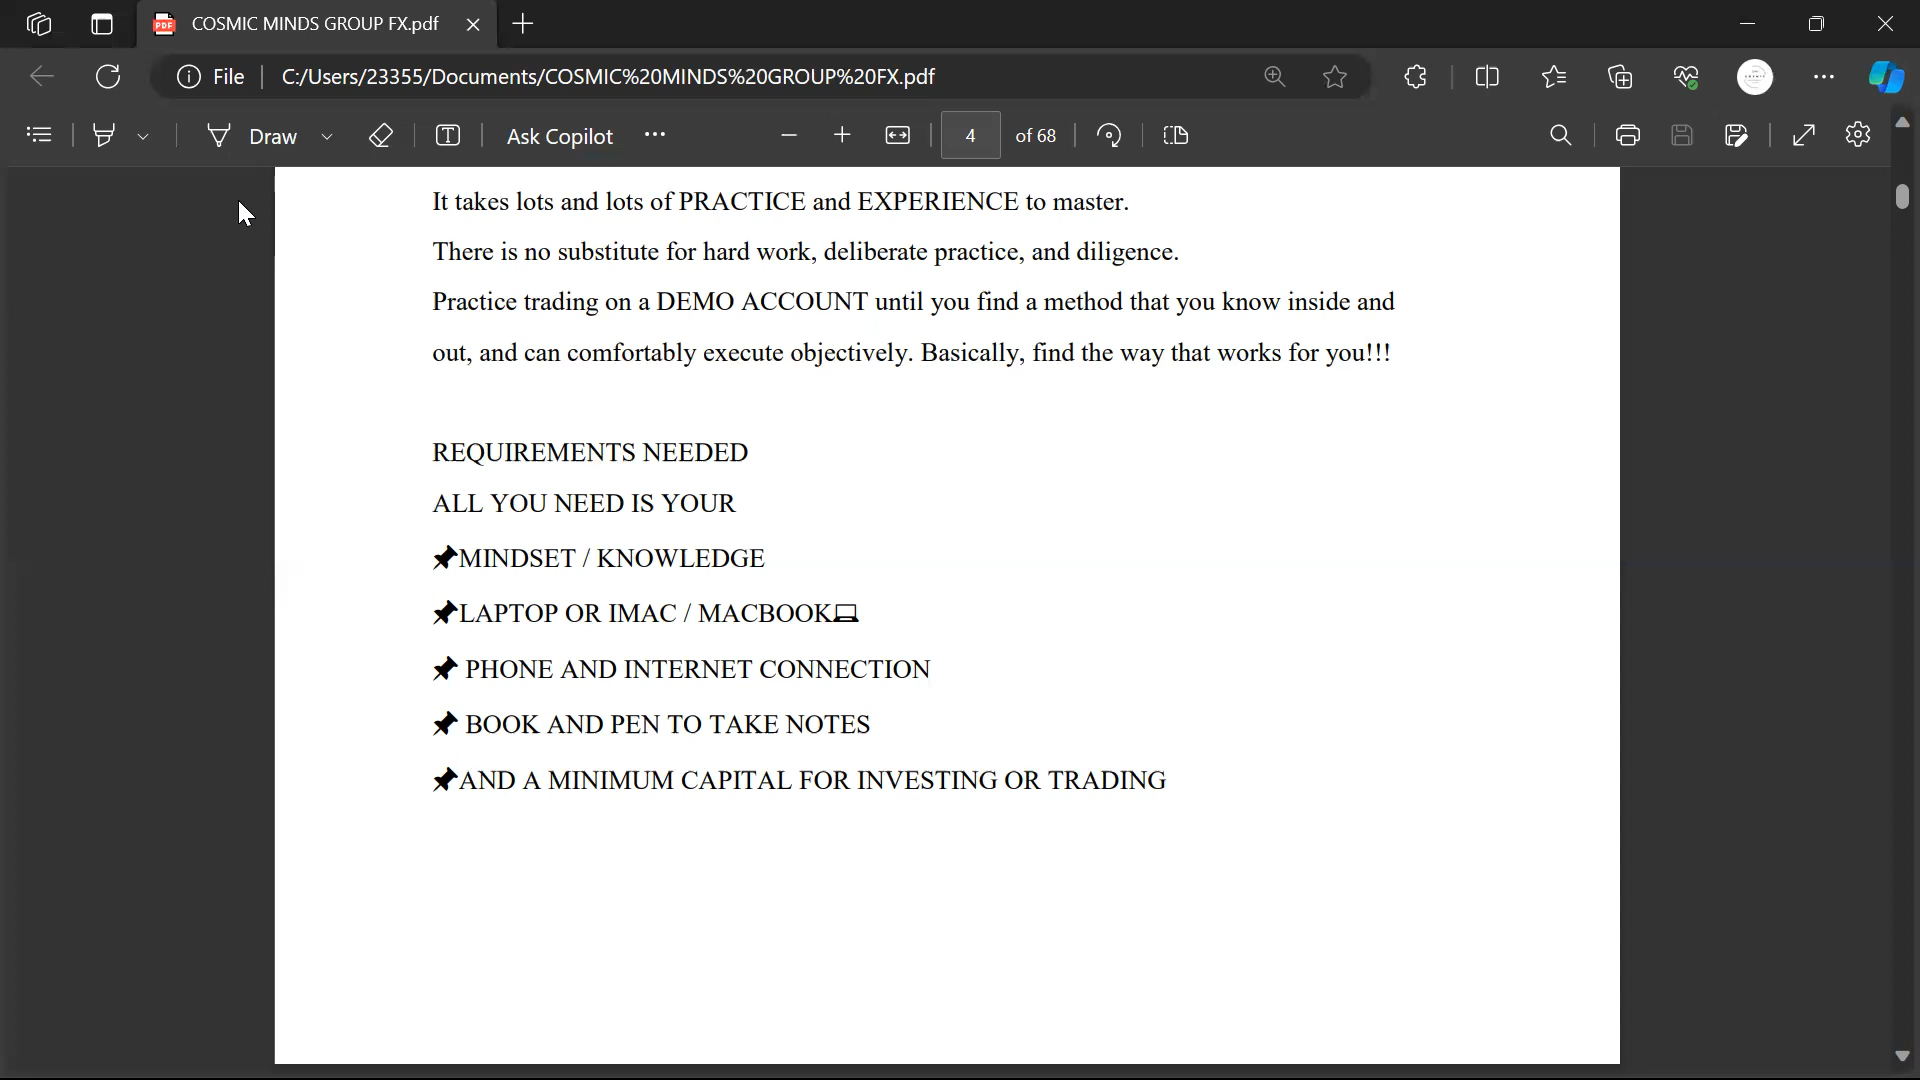 COSMIC MINDS GROUP FX.pdf
File C:/Users/23355/Documents/COSMIC%20MINDS%20GROUP%20FX.pdf
Draw Ask Copilot 4 of 68
It takes lots and lots of PRACTICE and EXPERIENCE to master.
There is no substitute for hard work, deliberate practice, and diligence.
Practice trading on a DEMO ACCOUNT until you find a method that you know inside and
out, and can comfortably execute objectively. Basically, find the way that works for you!!!
REQUIREMENTS NEEDED
ALL YOU NEED IS YOUR
📌MINDSET / KNOWLEDGE
📌LAPTOP OR IMAC / MACBOOK💻
📌 PHONE AND INTERNET CONNECTION
📌 BOOK AND PEN TO TAKE NOTES
📌AND A MINIMUM CAPITAL FOR INVESTING OR TRADING